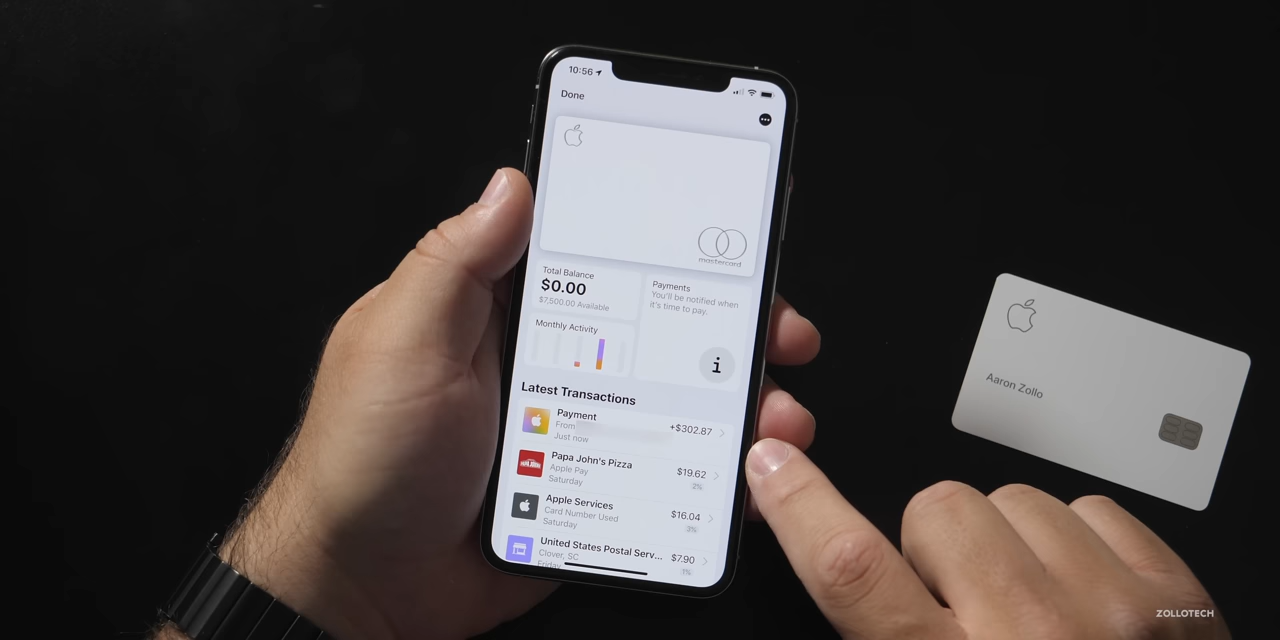 10:56
Done
mastercard
Total Balance
$0.00
$7,500.00 Available
Payments
You'll be notified when
it's time to pay.
Monthly Activity
Latest Transactions
Payment
From
Just now
+$302.87
Papa John's Pizza
Apple Pay
Saturday
$19.62
2%
Apple Services
Card Number Used
Saturday
$16.04
3%
United States Postal Serv...
Clover, SC
Friday
$7.90
1%
Aaron Zollo
ZOLLOTECH